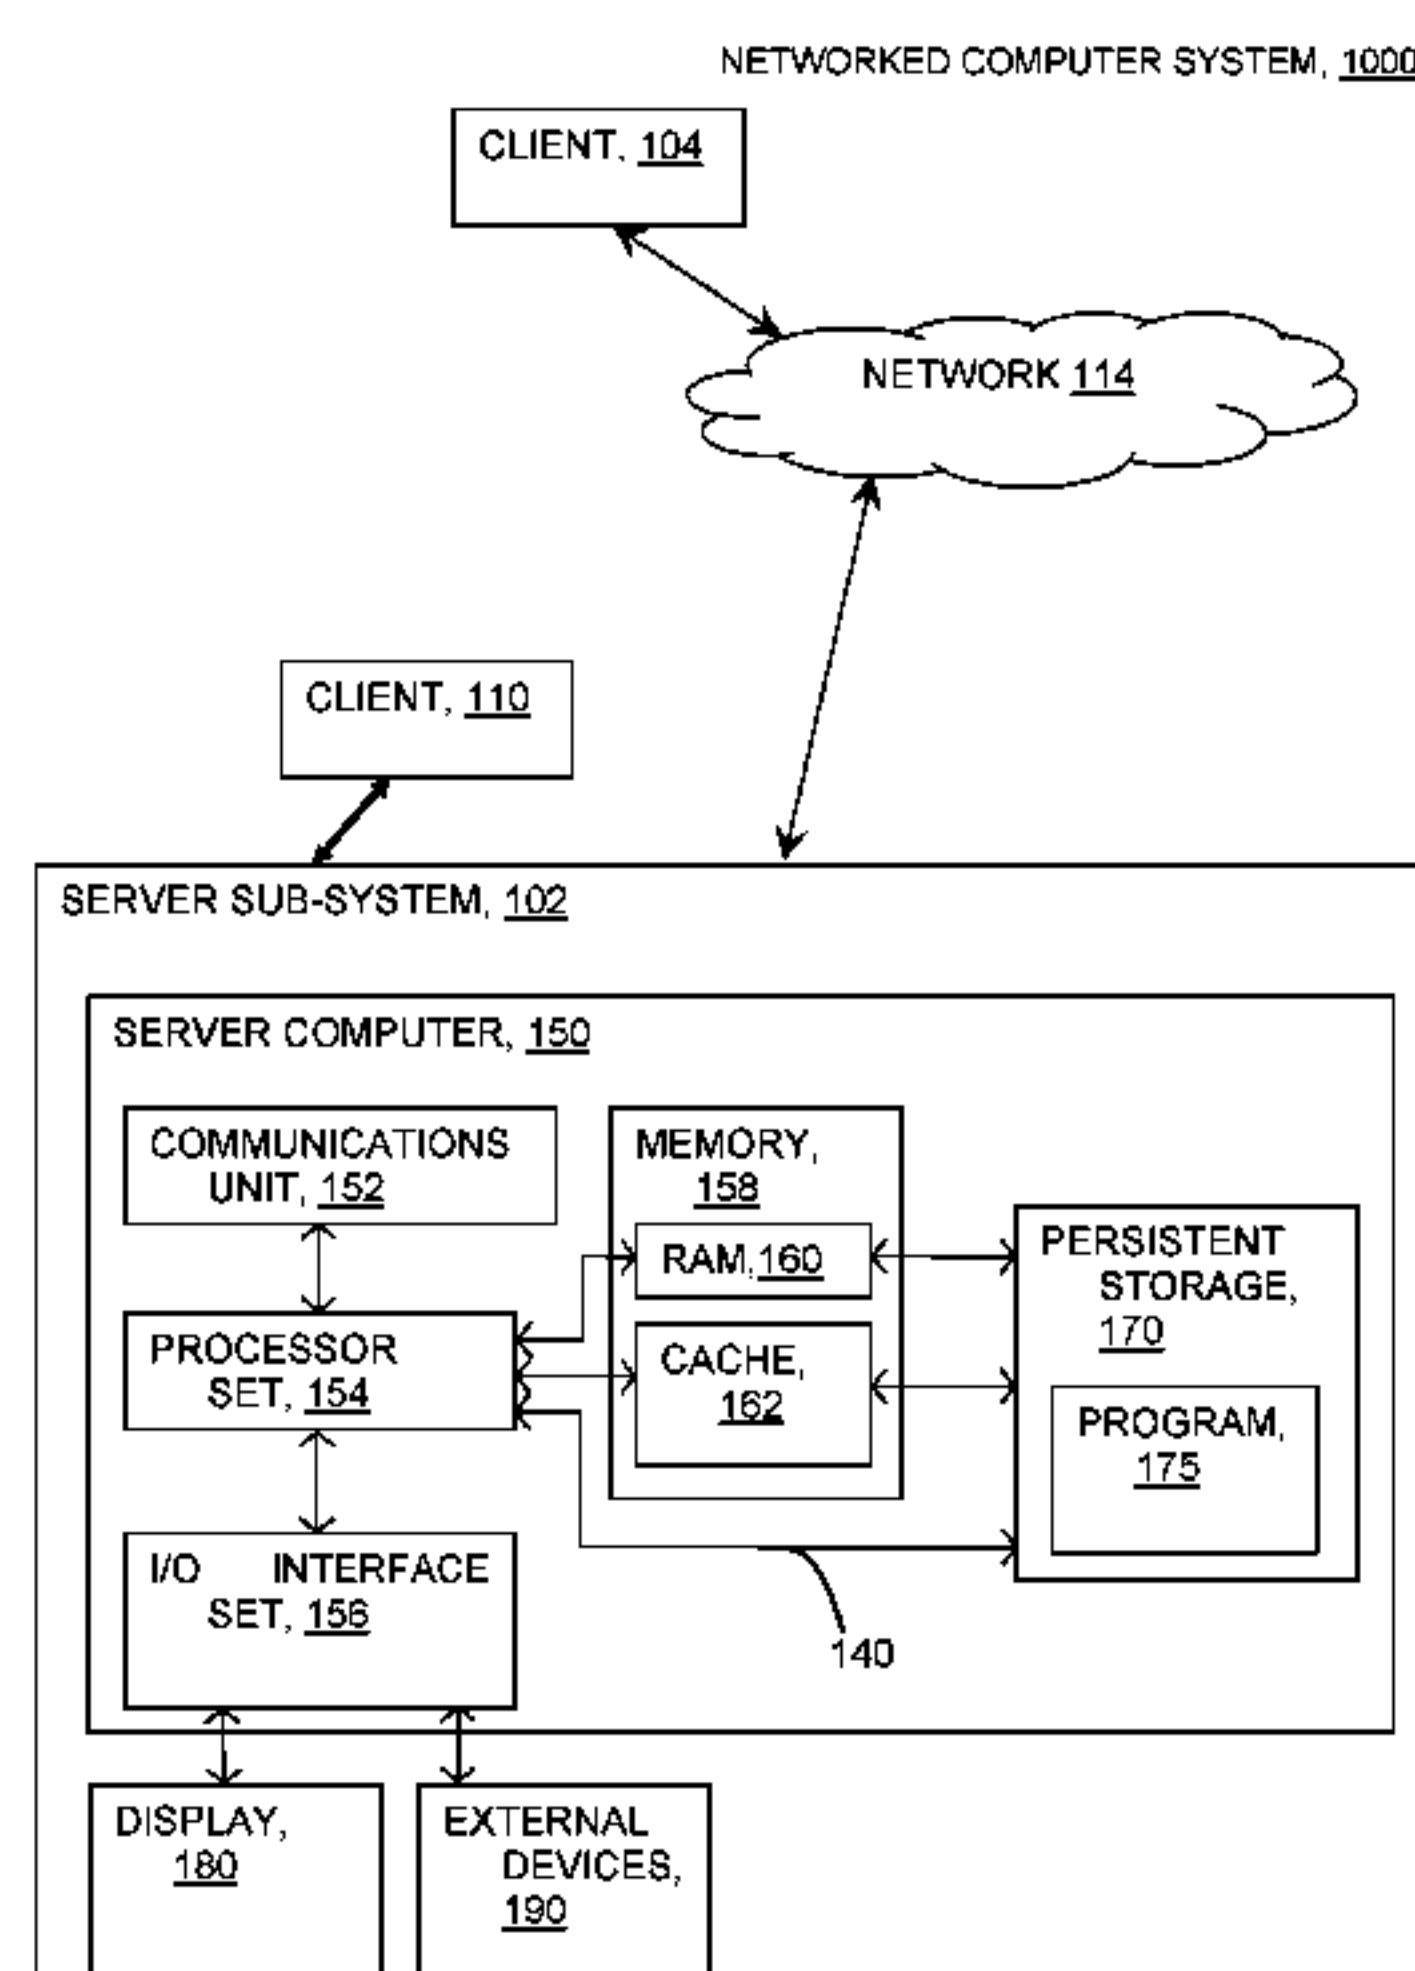 NETWORKED COMPUTER SYSTEM, 1000
CLIENT, 104
NETWORK 114
CLIENT, 110
SERVER SUB-SYSTEM, 102
SERVER COMPUTER, 150
COMMUNICATIONS
UNIT, 152
MEMORY,
158
RAM,160
PERSISTENT
STORAGE,
170
PROCESSOR
SET, 154
CACHE,
162
PROGRAM,
175
I/O INTERFACE
SET, 156
140
DISPLAY,
180
EXTERNAL
DEVICES,
190